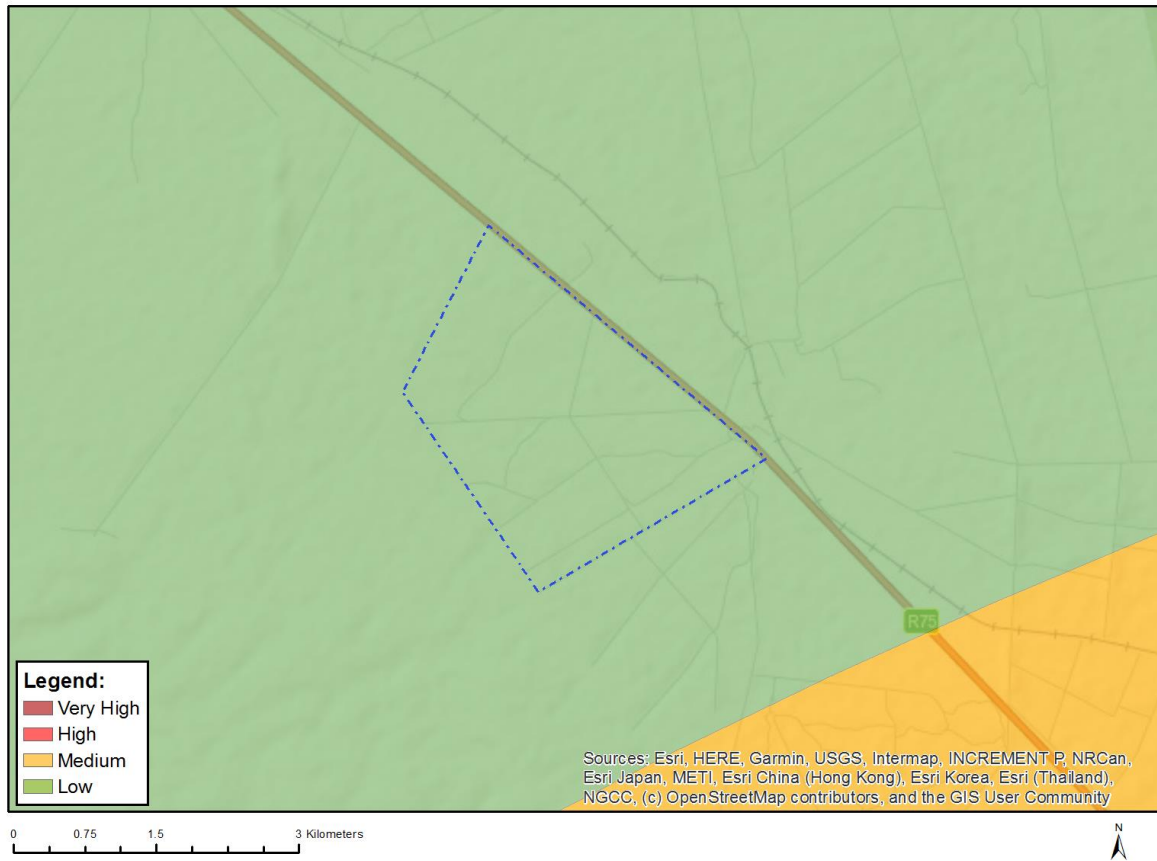 R75
Legend:
Very High
High
Medium
Low
Sources: Esri, HERE, Garmin, USGS, Intermap, INCREMENT P, NRCan,
Esri Japan, METI, Esri China (Hong Kong), Esri Korea, Esri (Thailand),
NGCC, (c) OpenStreetMap contributors, and the GIS User Community
0 0.75 1.5 3 Kilometers
N